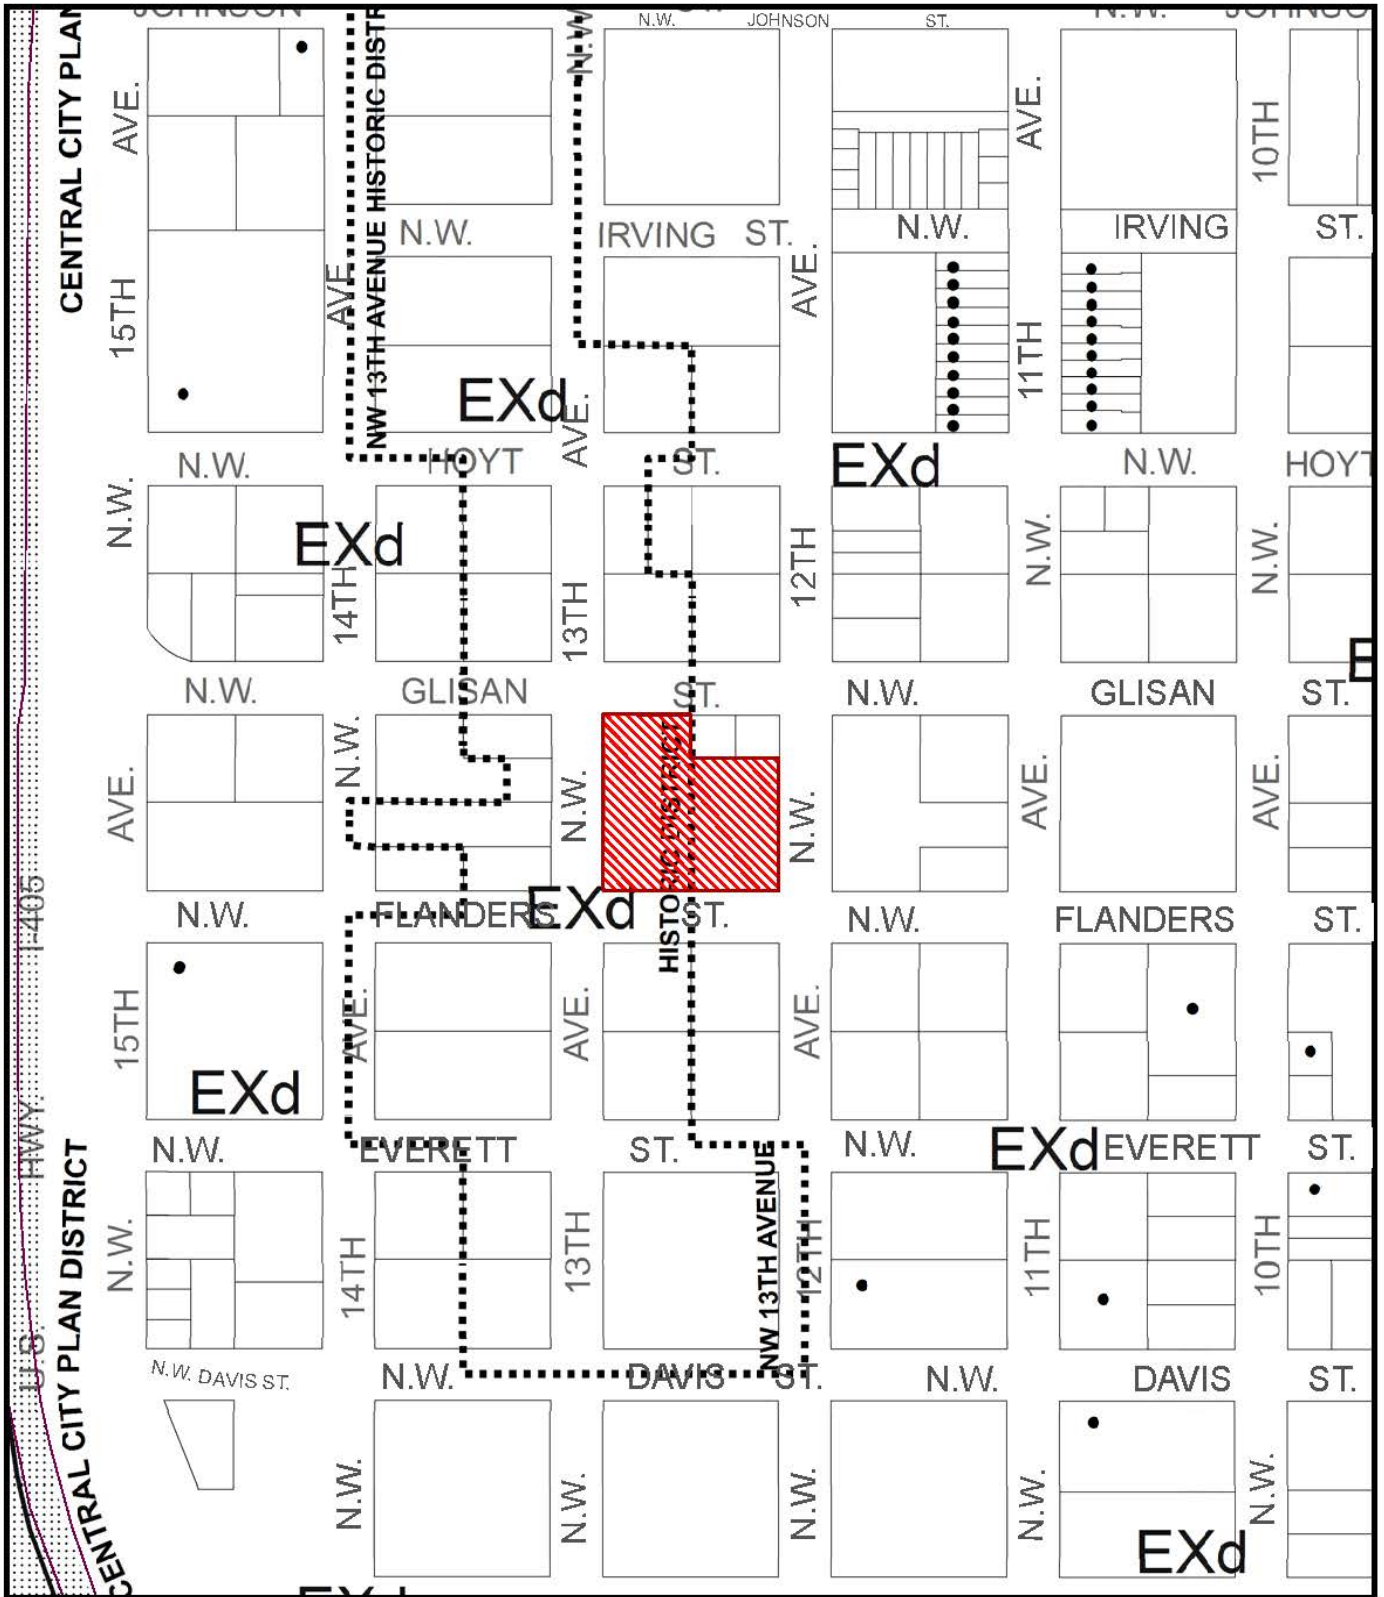 JOHNSON
N.W.
JOHNSON
ST.
N.W.
CENTRAL CITY PLAN
AVE.
NW 13TH AVENUE HISTORIC DISTR
N.W.
AVE.
10TH
N.W.
IRVING
ST.
N.W.
IRVING
ST.
15TH
AVE.
AVE.
11TH
EXd
AVE.
N.W.
HOYT
ST.
EXd
N.W.
HOYT
N.W.
EXd
14TH
13TH
12TH
N.W.
N.W.
N.W.
GLISAN
ST.
N.W.
GLISAN
ST.
AVE.
N.W.
N.W.
HISTORIC DISTRICT
N.W.
AVE.
AVE.
I-405
N.W.
FLANDERS
EXd
ST.
N.W.
FLANDERS
ST.
15TH
AVE.
AVE.
AVE.
EXd
HWY.
N.W.
EVERETT
ST.
N.W.
EXd
EVERETT
ST.
CENTRAL CITY PLAN DISTRICT
N.W.
14TH
13TH
NW 13TH AVENUE
12TH
11TH
10TH
U.S.
N.W. DAVIS ST.
N.W.
DAVIS
ST.
N.W.
DAVIS
ST.
CENTRAL
N.W.
N.W.
N.W.
N.W.
N.W.
EXd